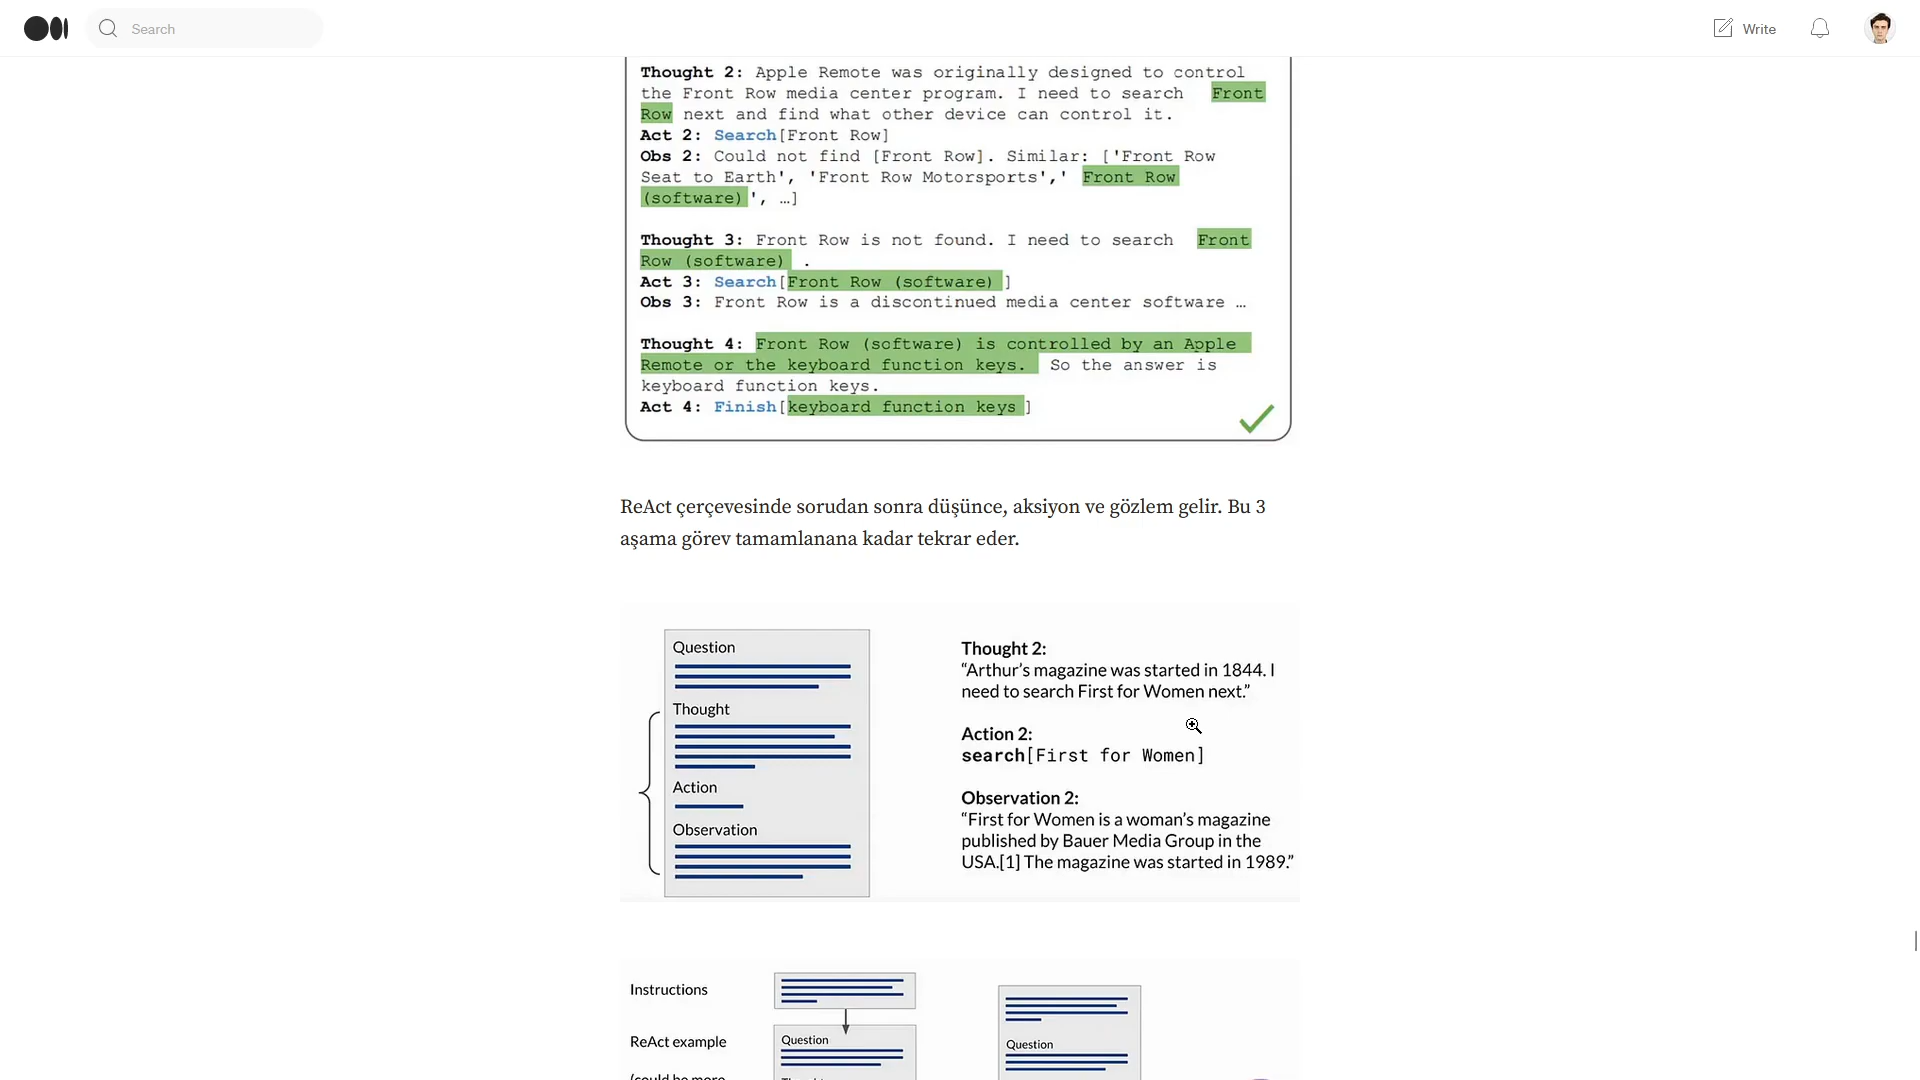 Search
Write
Thought 2: Apple Remote was originally designed to control
the Front Row media center program. I need to search Front
Row next and find what other device can control it.
Act 2: Search[Front Row]
Obs 2: Could not find [Front Row]. Similar: ['Front Row
Seat to Earth', 'Front Row Motorsports',' Front Row
(software) ', …]
Thought 3: Front Row is not found. I need to search Front
Row (software) .
Act 3: Search[Front Row (software) ]
Obs 3: Front Row is a discontinued media center software …
Thought 4: Front Row (software) is controlled by an Apple
Remote or the keyboard function keys. So the answer is
keyboard function keys.
Act 4: Finish[keyboard function keys ]
ReAct çerçevesinde sorudan sonra düşünce, aksiyon ve gözlem gelir. Bu 3
aşama görev tamamlanana kadar tekrar eder.
Question
Thought
Action
Observation
Thought 2:
“Arthur’s magazine was started in 1844. I
need to search First for Women next.”
Action 2:
search[First for Women]
Observation 2:
“First for Women is a woman’s magazine
published by Bauer Media Group in the
USA.[1] The magazine was started in 1989.”
Instructions
ReAct example
(could be more
Question
Question